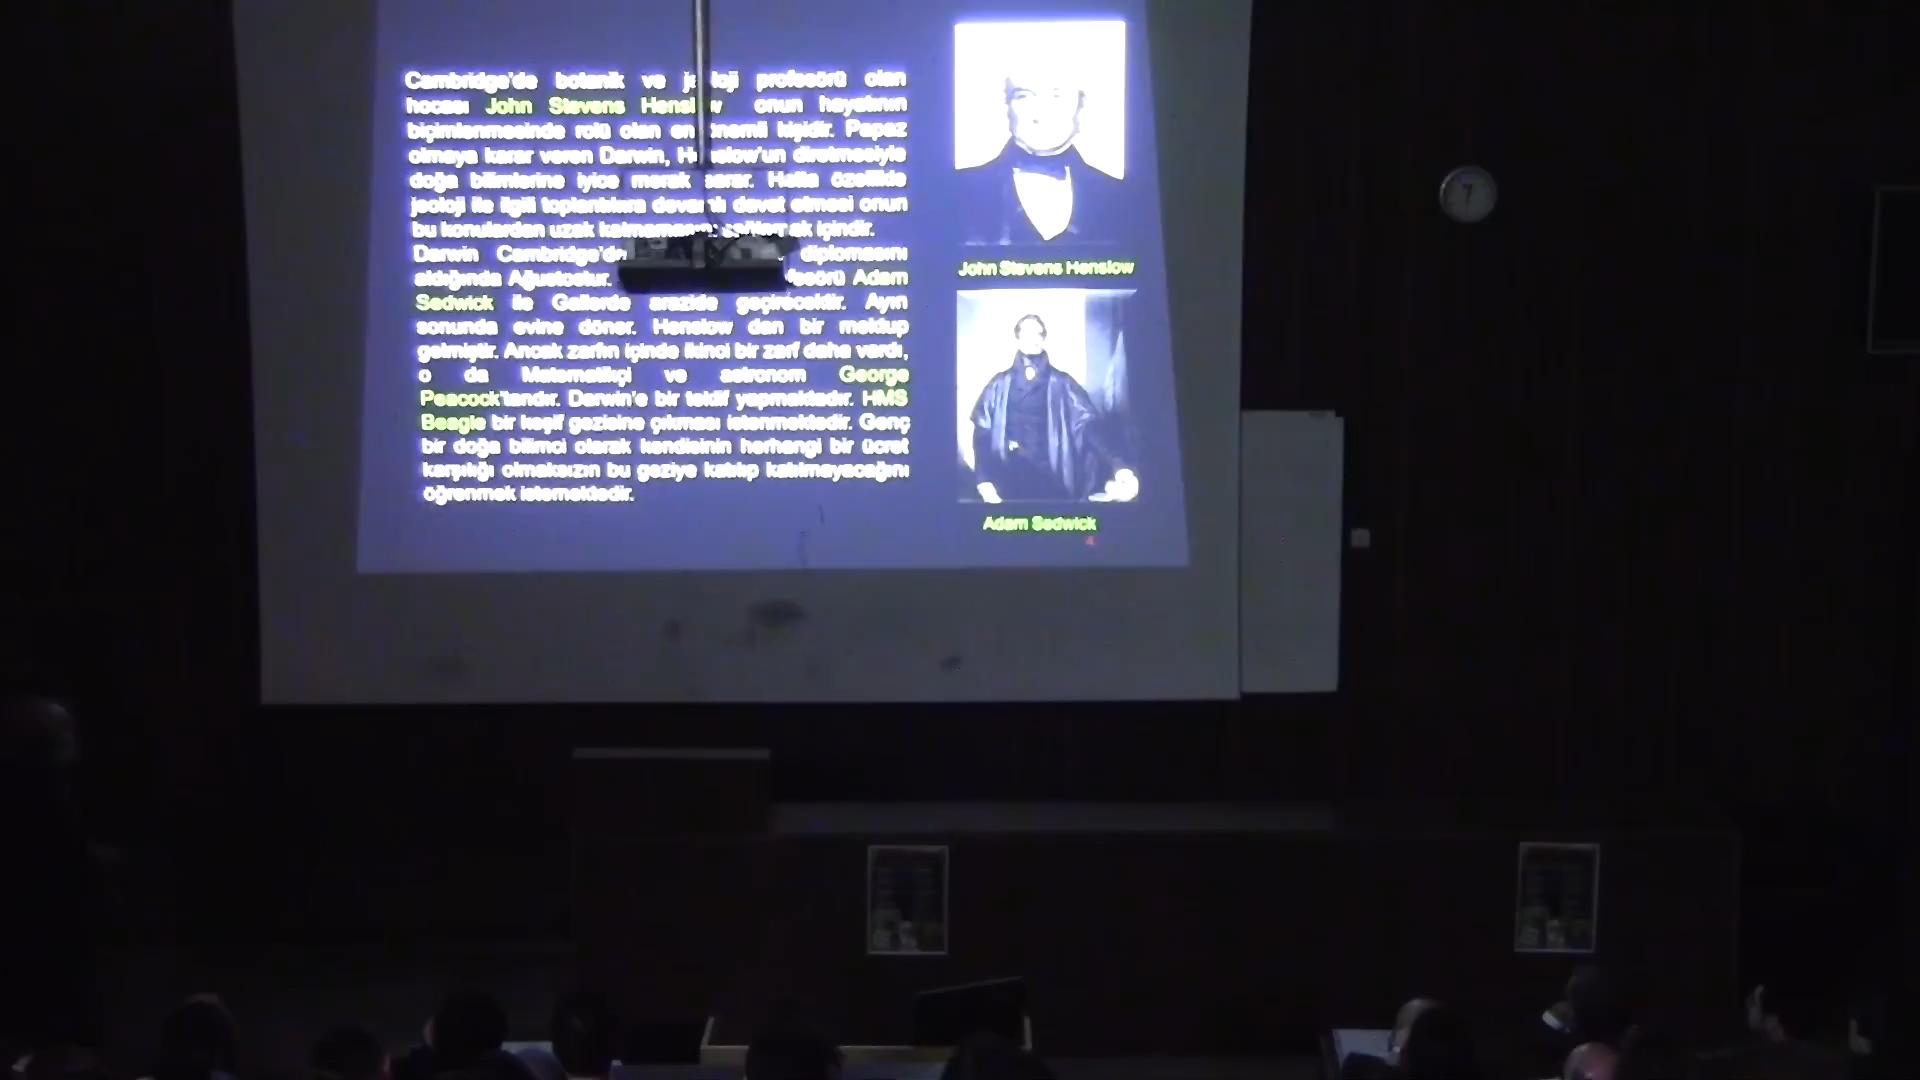 Cambridge'de botanik ve profesörü olan
hocası John Stevens Henslow onun hayatının
biçimlenmesinde rolü olan en önemli kişidir. Papaz
olmaya karar veren Darwin, Henslow'un diretmesiyle
doğa bilimlerine iyice merak sarar. Hatta özellikle
jeoloji ile ilgili toplantılara devamlı davet etmesi onun
bu konulardan uzak içindir.
Darwin Cambridge'den diplomasını
aldığında Ağustostur. Adam
Sedwick ile Gallerde arazide geçirecektir. Ayın
sonunda evine döner. Henslow dan bir mektup
gelmiştir. Ancak zarfın içinde ikinci bir zarf daha vardı,
o da Matematikçi ve astronom George
Peacock'tandır. Darwin'e bir teklif yapmaktadır. HMS
Beagle bir keşif gezisine çıkması istenmektedir. Genç
bir doğa bilimci olarak kendisinin herhangi bir ücret
karşılığı olmaksızın bu geziye katılıp katılmayacağını
öğrenmek istemektedir.
John Stevens Henslow
Adam Sedwick
4